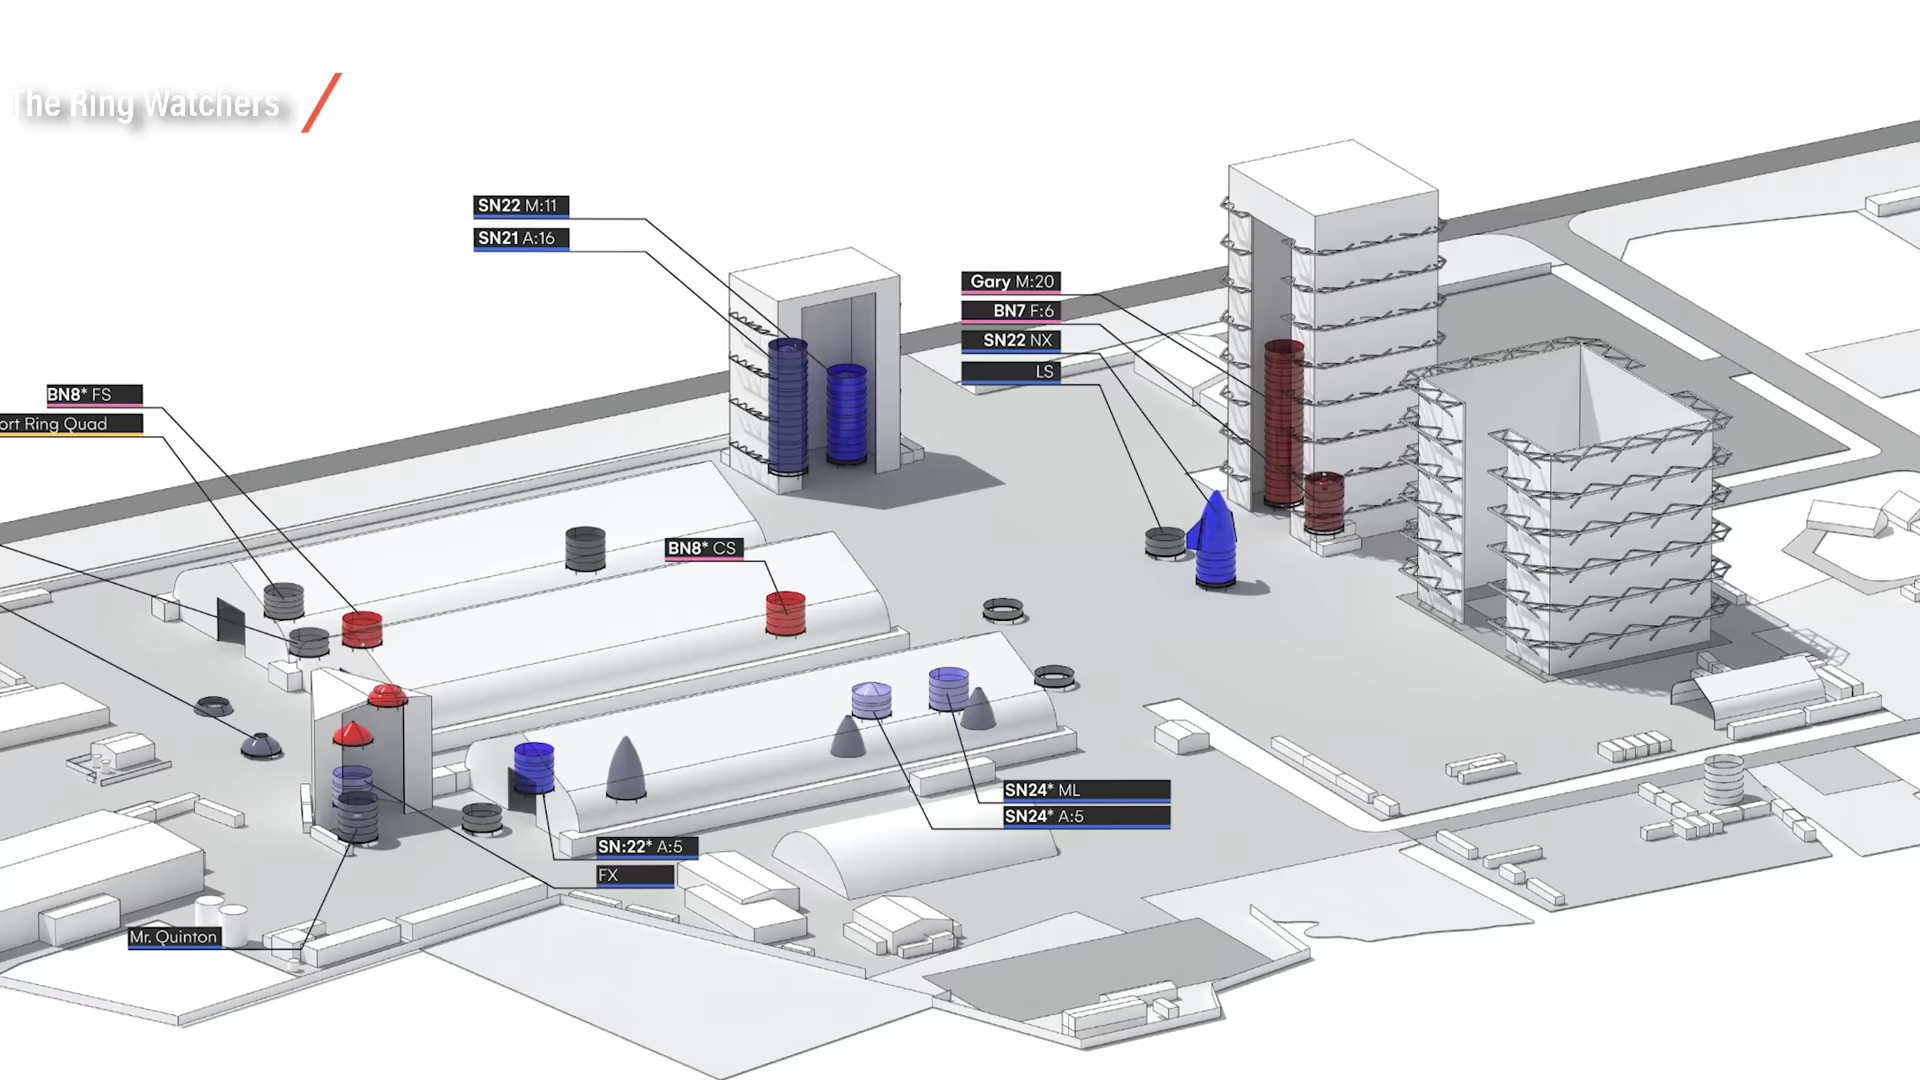 The Ring Watchers
SN22 M:11
SN21 A:16
Gary M:20
BN7 F:6
SN22 NX
LS
BN8* FS
ort Ring Quad
BN8* CS
SN24* ML
SN24* A:5
SN:22* A:5
FX
Mr. Quinton